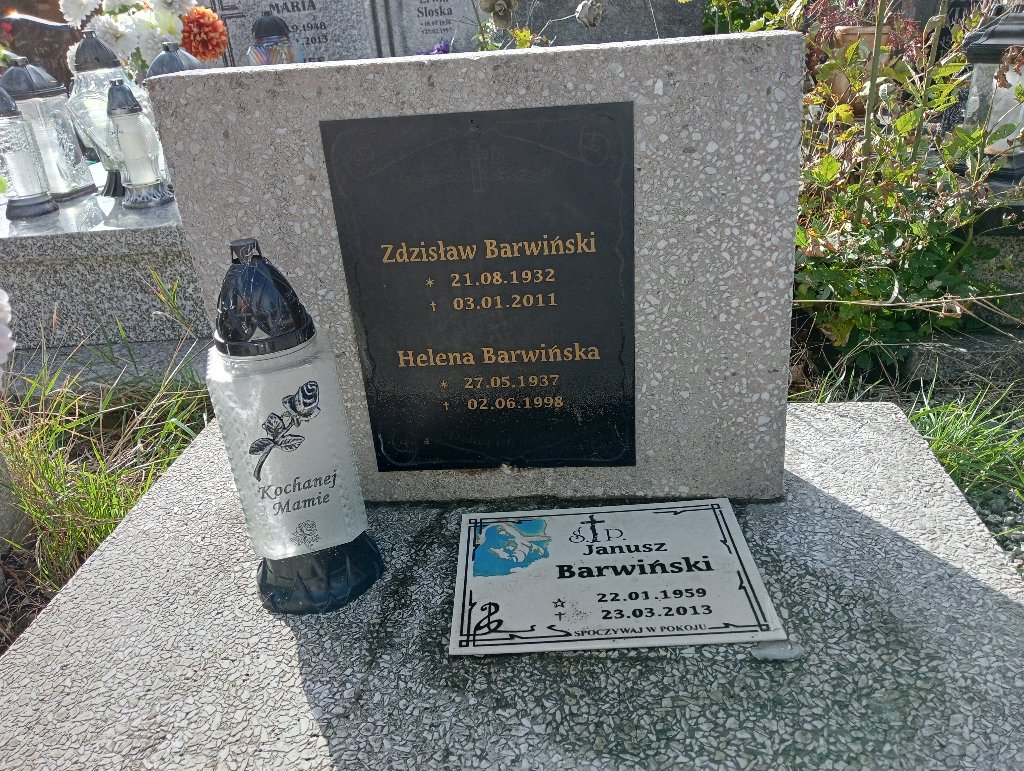 MARIA
Zdzisław Barwiński
* 21.08.1932
† 03.01.2011
Helena Barwińska
* 27.05.1937
† 02.06.1998
Kochanej
Mamie
Ś P.
Janusz
Barwiński
☆ 22.01.1959
† 23.03.2013
SPOCZYWAJ W POKOJU